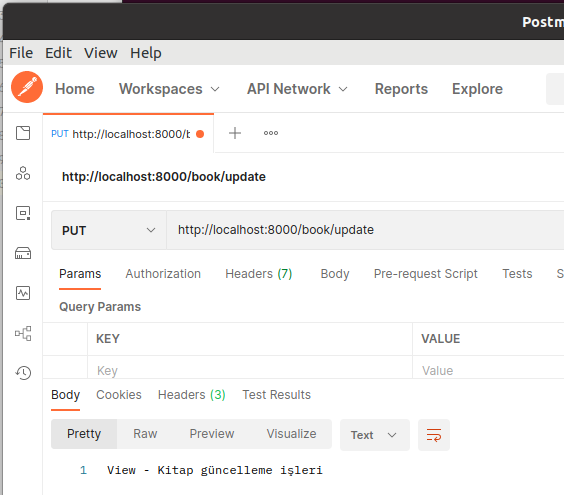 Postm
File Edit View Help
Home Workspaces API Network Reports Explore
PUT http://localhost:8000/b
http://localhost:8000/book/update
PUT http://localhost:8000/book/update
Params Authorization Headers (7) Body Pre-request Script Tests S
Query Params
KEY VALUE
Key Value
Body Cookies Headers (3) Test Results
Pretty Raw Preview Visualize Text
1 View - Kitap güncelleme işleri